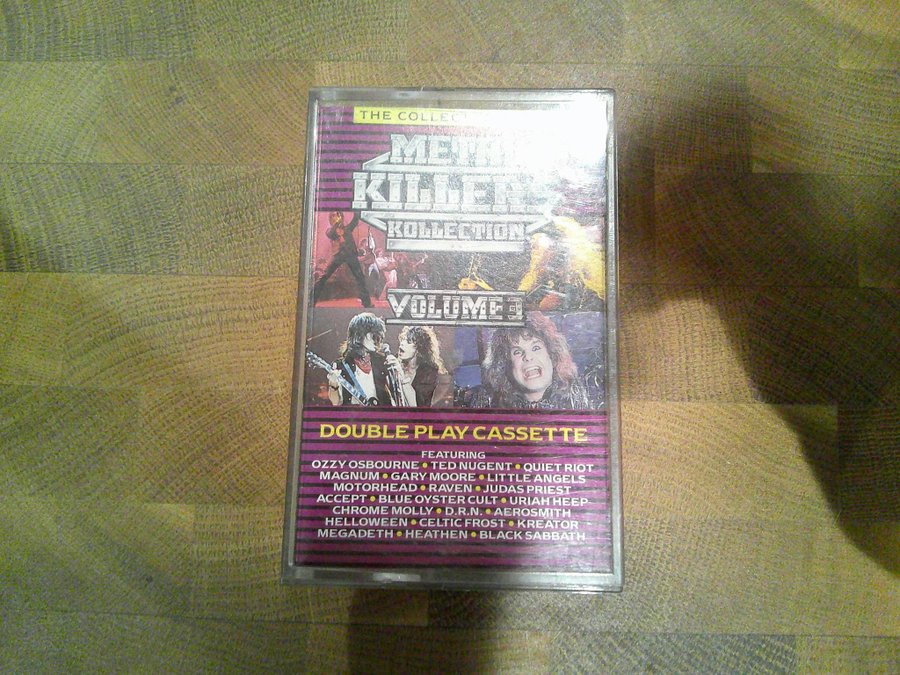 THE COLLEC
METAL
KILLERS
KOLLECTION
VOLUME 3
DOUBLE PLAY CASSETTE
FEATURING
OZZY OSBOURNE • TED NUGENT • QUIET RIOT
MAGNUM • GARY MOORE • LITTLE ANGELS
MOTORHEAD • RAVEN • JUDAS PRIEST
ACCEPT • BLUE OYSTER CULT • URIAH HEEP
CHROME MOLLY • D.R.N. • AEROSMITH
HELLOWEEN • CELTIC FROST • KREATOR
MEGADETH • HEATHEN • BLACK SABBATH